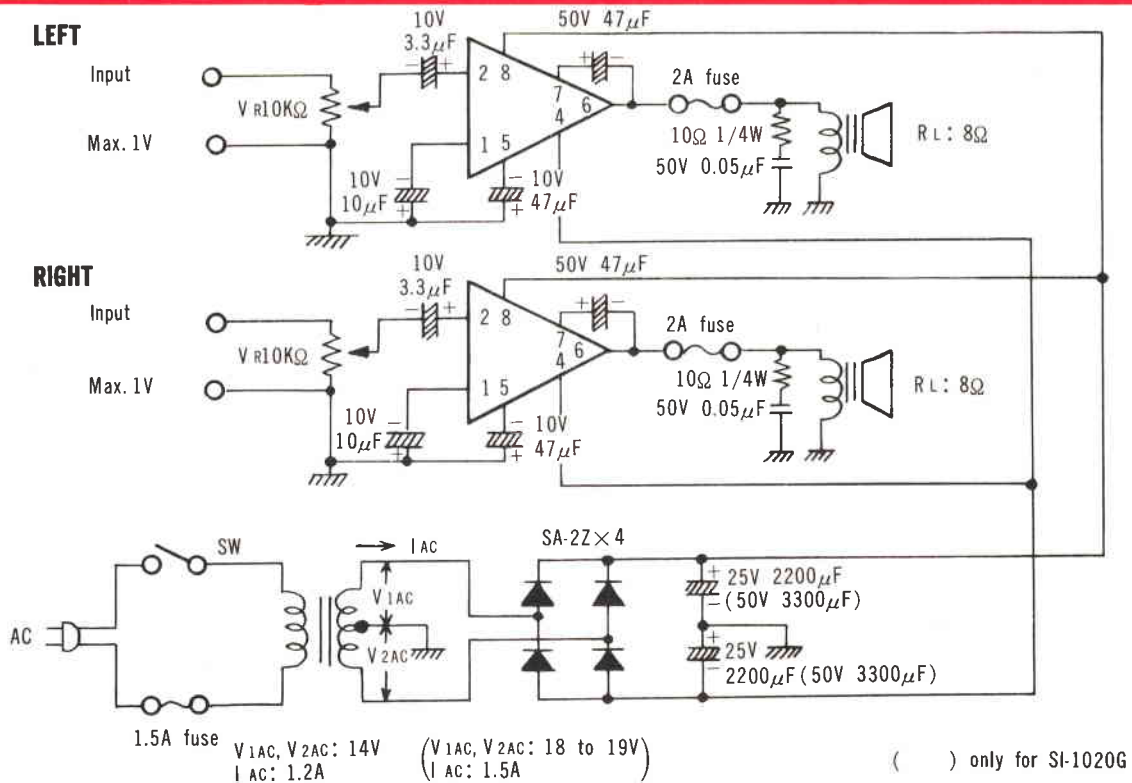 LEFT
Input
Max. 1V
VR10KΩ
10V
3.3μF
- +
2 8
1 5
7
4
6
50V 47μF
+ -
10V
10μF
-
+
-
+
10V
47μF
2A fuse
10Ω 1/4W
50V 0.05μF
RL: 8Ω
RIGHT
Input
Max. 1V
VR10KΩ
10V
3.3μF
- +
2 8
1 5
7
4
6
50V 47μF
+ -
10V
10μF
-
+
-
+
10V
47μF
2A fuse
10Ω 1/4W
50V 0.05μF
RL: 8Ω
AC
SW
1.5A fuse
IAC
V1AC
V2AC
SA-2Z×4
+ 25V 2200μF
- (50V 3300μF)
+ 25V
- 2200μF (50V 3300μF)
V1AC, V2AC: 14V
IAC: 1.2A
(V1AC, V2AC: 18 to 19V)
(IAC: 1.5A)
( ) only for SI-1020G